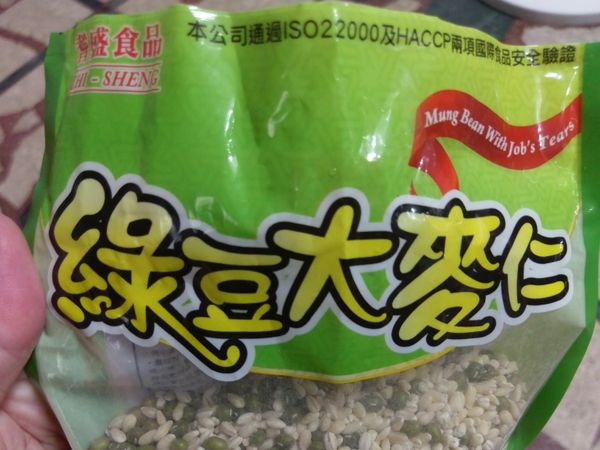 盛食品
HI-SHENG
本公司通過ISO22000及HACCP兩項國際食品安全驗證
Mung Bean With Job's Tears
綠豆大麥仁